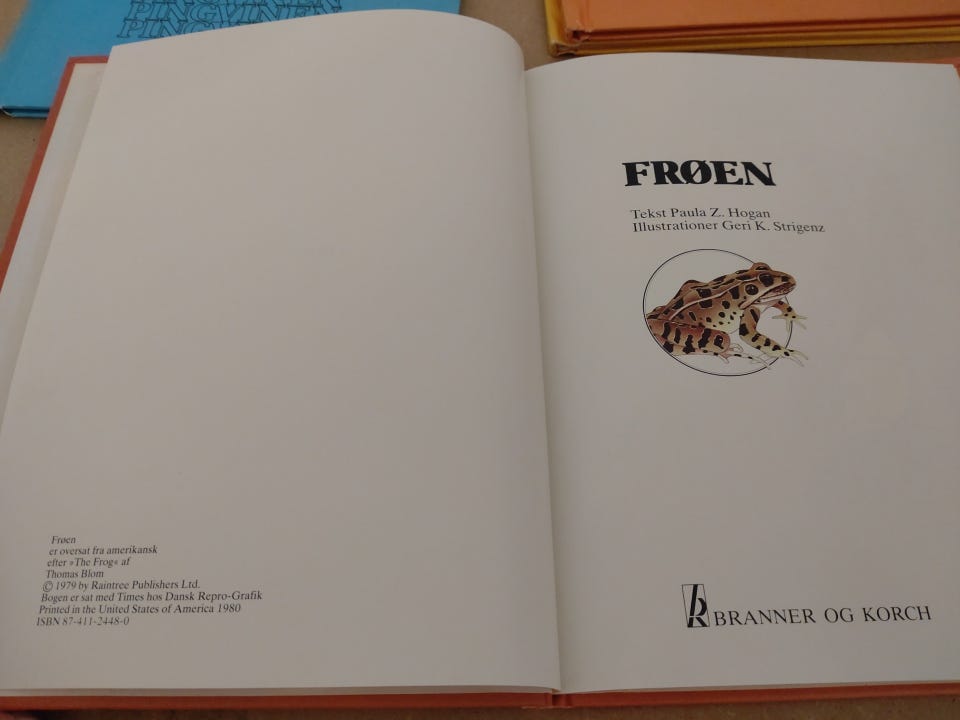 PINGVINEN
PINGVINEN
Frøen
er oversat fra amerikansk
efter »The Frog« af
Thomas Blom
© 1979 by Raintree Publishers Ltd.
Bogen er sat med Times hos Dansk Repro-Grafik
Printed in the United States of America 1980
ISBN 87-411-2448-0
FRØEN
Tekst Paula Z. Hogan
Illustrationer Geri K. Strigenz
BRANNER OG KORCH